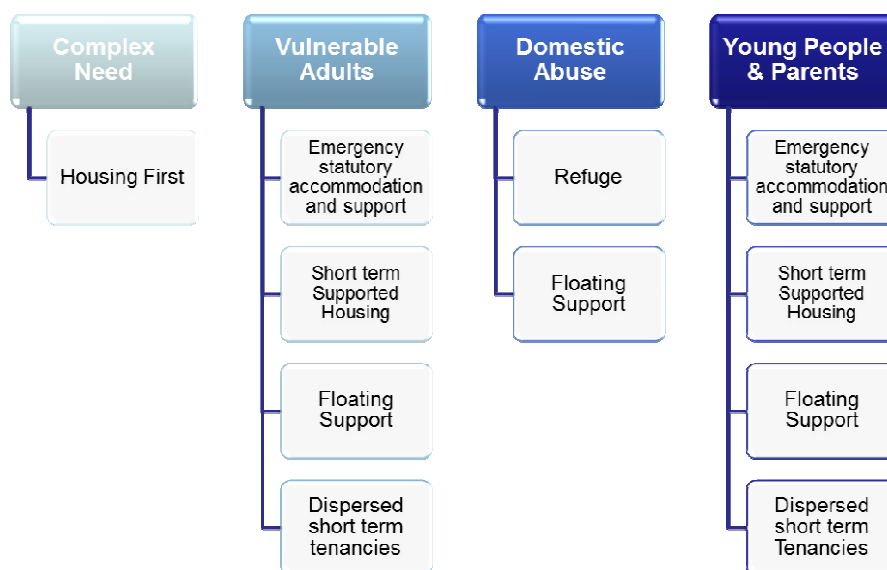 Complex
Need
Housing First
Vulnerable
Adults
Emergency
statutory
accommodation
and support
Short term
Supported
Housing
Floating
Support
Dispersed
short term
tenancies
Domestic
Abuse
Refuge
Floating
Support
Young People
& Parents
Emergency
statutory
accommodation
and support
Short term
Supported
Housing
Floating
Support
Dispersed
short term
Tenancies